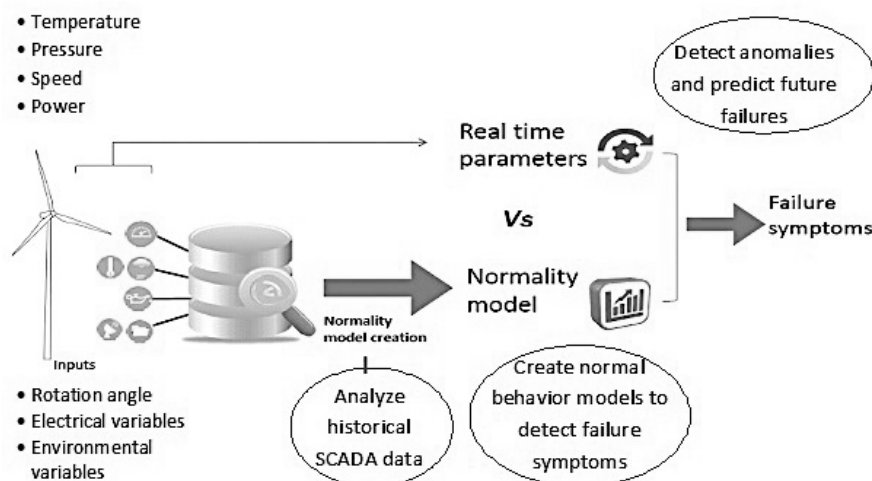 • Temperature
• Pressure
• Speed
• Power
Detect anomalies
and predict future
failures
Real time
parameters
Vs
Normality
model
Failure
symptoms
Normality
model creation
Inputs
• Rotation angle
• Electrical variables
• Environmental
variables
Analyze
historical
SCADA data
Create normal
behavior models to
detect failure
symptoms